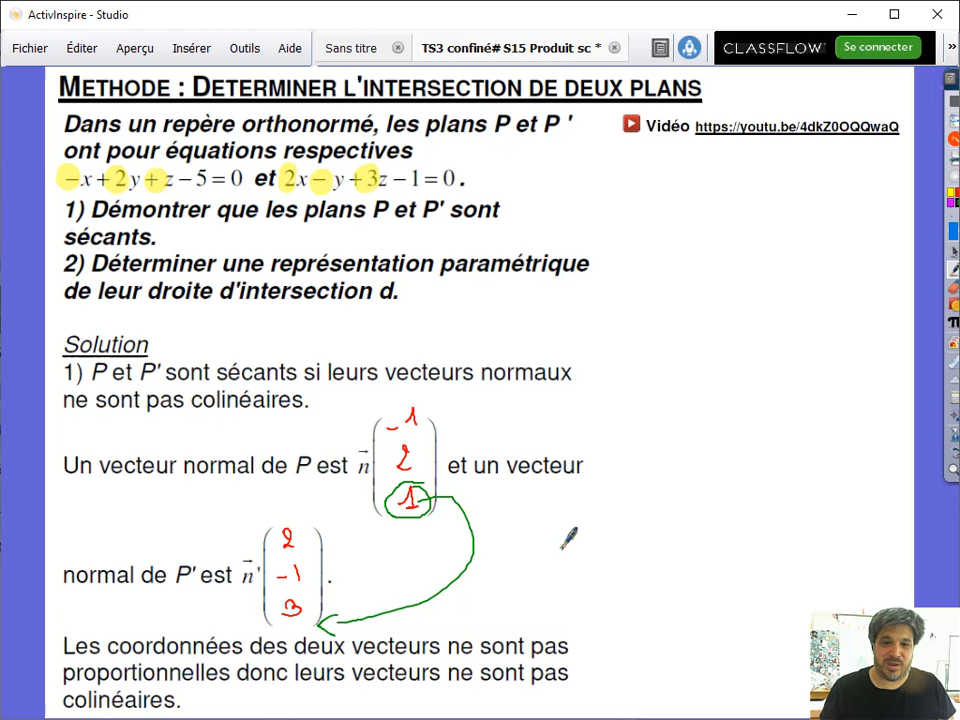 ActivInspire - Studio
Fichier Éditer Aperçu Insérer Outils Aide Sans titre TS3 confiné# S15 Produit sc * CLASSFLOW Se connecter »
METHODE : DETERMINER L'INTERSECTION DE DEUX PLANS
Dans un repère orthonormé, les plans P et P '
Vidéo https://youtu.be/4dkZ0OQQwaQ
ont pour équations respectives
−x+2y+z−5=0 et 2x−y+3z−1=0.
1) Démontrer que les plans P et P' sont
sécants.
2) Déterminer une représentation paramétrique
de leur droite d'intersection d.
Solution
1) P et P' sont sécants si leurs vecteurs normaux
ne sont pas colinéaires.
-1
Un vecteur normal de P est n⃗ 2 et un vecteur
1
2
normal de P' est n⃗' -1 .
3
Les coordonnées des deux vecteurs ne sont pas
proportionnelles donc leurs vecteurs ne sont pas
colinéaires.